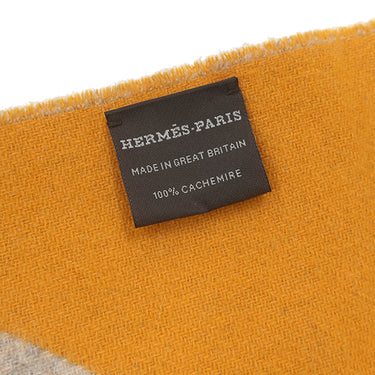 HERMÈS-PARIS
MADE IN GREAT BRITAIN
100% CACHEMIRE